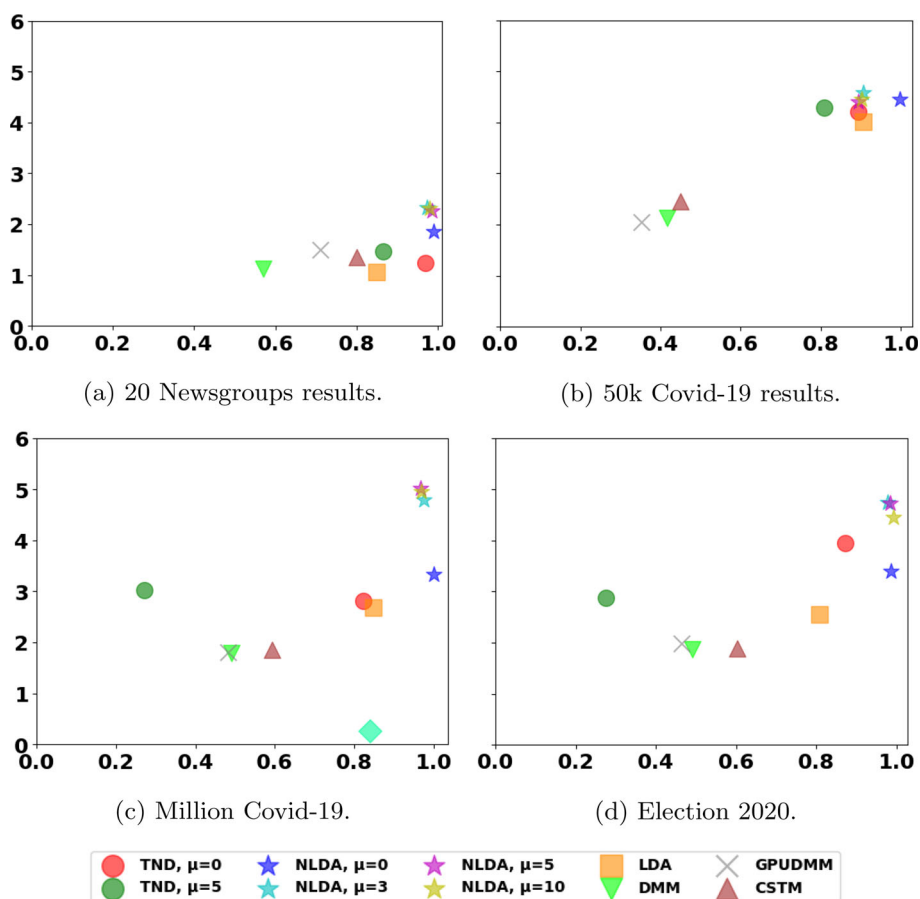 6
5
4
3
2
1
0
0.0 0.2 0.4 0.6 0.8 1.0
0.0 0.2 0.4 0.6 0.8 1.0
(a) 20 Newsgroups results.
(b) 50k Covid-19 results.
6
5
4
3
2
1
0
0.0 0.2 0.4 0.6 0.8 1.0
0.0 0.2 0.4 0.6 0.8 1.0
(c) Million Covid-19.
(d) Election 2020.
TND, μ=0 NLDA, μ=0 NLDA, μ=5 LDA GPUDMM
TND, μ=5 NLDA, μ=3 NLDA, μ=10 DMM CSTM